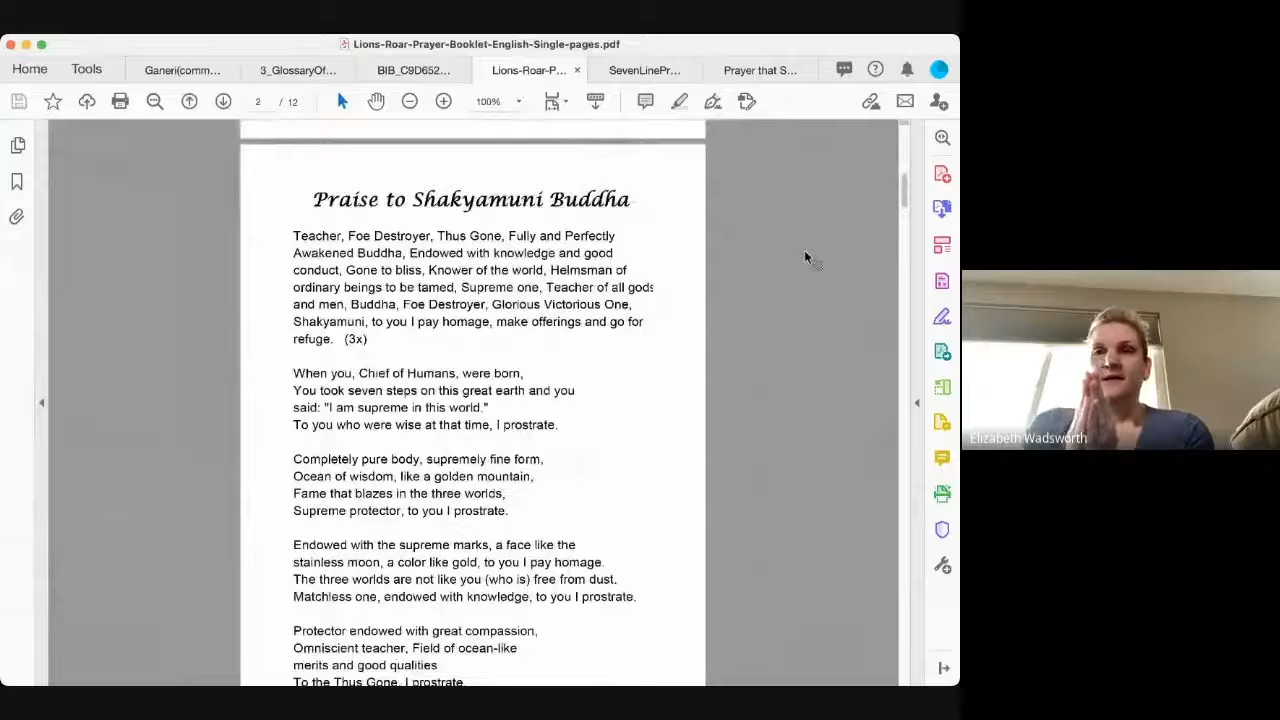 Lions-Roar-Prayer-Booklet-English-Single-pages.pdf
Home
Tools
Ganeri(comm...
3_GlossaryOf...
BIB_C9D652...
Lions-Roar-P...
SevenLinePr...
Prayer that S...
2 / 12
100%
Praise to Shakyamuni Buddha
Teacher, Foe Destroyer, Thus Gone, Fully and Perfectly
Awakened Buddha, Endowed with knowledge and good
conduct, Gone to bliss, Knower of the world, Helmsman of
ordinary beings to be tamed, Supreme one, Teacher of all gods
and men, Buddha, Foe Destroyer, Glorious Victorious One,
Shakyamuni, to you I pay homage, make offerings and go for
refuge. (3x)
When you, Chief of Humans, were born,
You took seven steps on this great earth and you
said: "I am supreme in this world."
To you who were wise at that time, I prostrate.
Completely pure body, supremely fine form,
Ocean of wisdom, like a golden mountain,
Fame that blazes in the three worlds,
Supreme protector, to you I prostrate.
Endowed with the supreme marks, a face like the
stainless moon, a color like gold, to you I pay homage.
The three worlds are not like you (who is) free from dust.
Matchless one, endowed with knowledge, to you I prostrate.
Protector endowed with great compassion,
Omniscient teacher, Field of ocean-like
merits and good qualities
To the Thus Gone, I prostrate.
Elizabeth Wadsworth